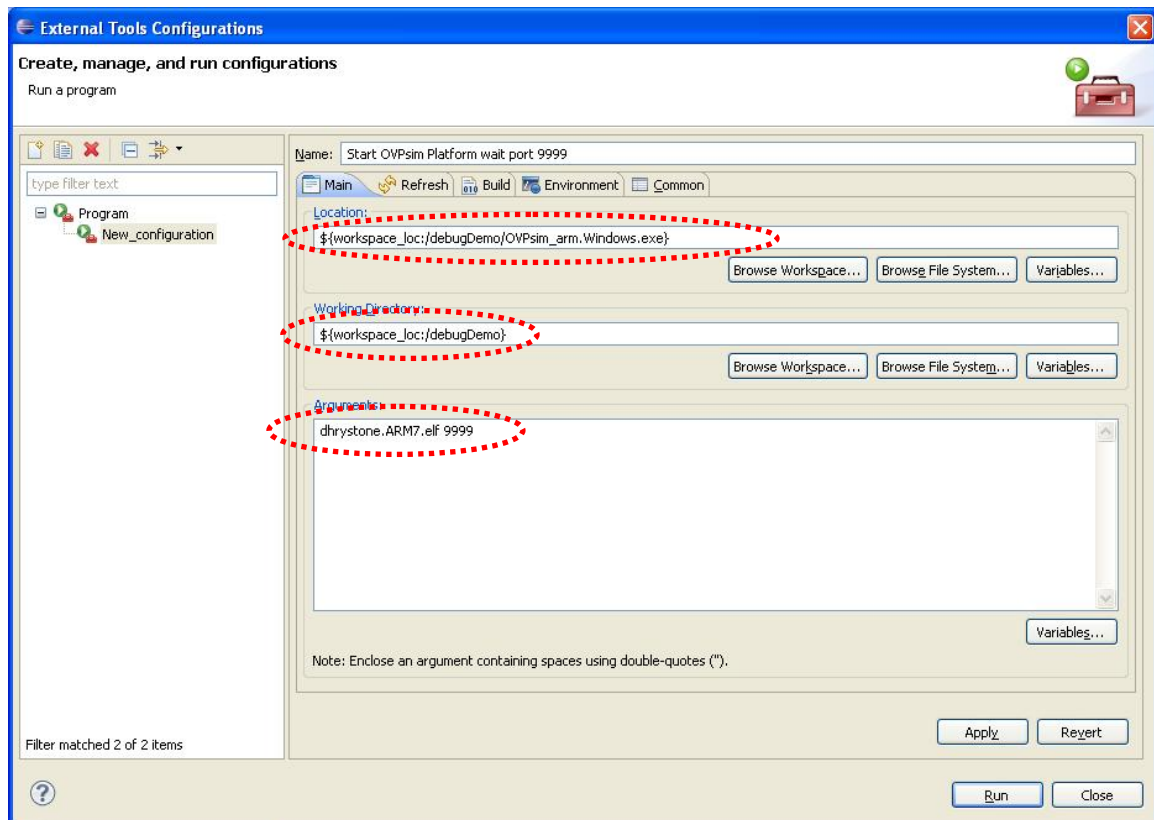 External Tools Configurations
Create, manage, and run configurations
Run a program
type filter text
Program
New_configuration
Filter matched 2 of 2 items
Name: Start OVPsim Platform wait port 9999
Main Refresh Build Environment Common
Location:
${workspace_loc:/debugDemo/OVPsim_arm.Windows.exe}
Browse Workspace... Browse File System... Variables...
Working Directory:
${workspace_loc:/debugDemo}
Browse Workspace... Browse File System... Variables...
Arguments:
dhrystone.ARM7.elf 9999
Variables...
Note: Enclose an argument containing spaces using double-quotes (").
Apply Revert
Run Close